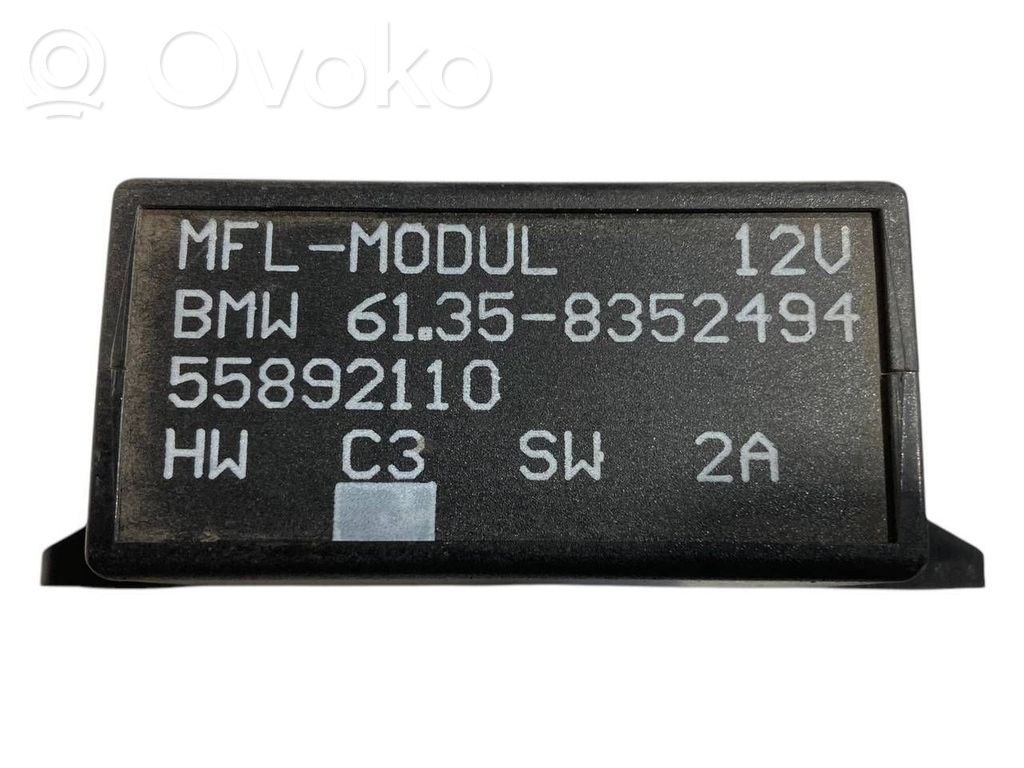 Ovoko
MFL-MODUL 12V
BMW 61.35-8352494
55892110
HW C3 SW 2A